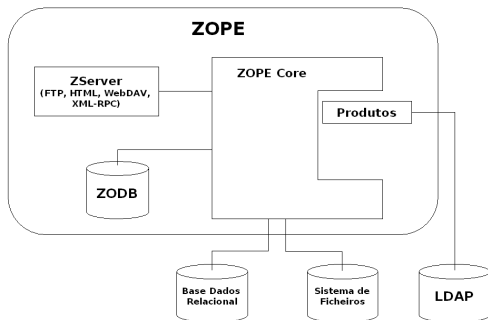 ZOPE
ZServer
(FTP, HTML, WebDAV,
XML-RPC)
ZOPE Core
Produtos
ZODB
Base Dados
Relacional
Sistema de
Ficheiros
LDAP